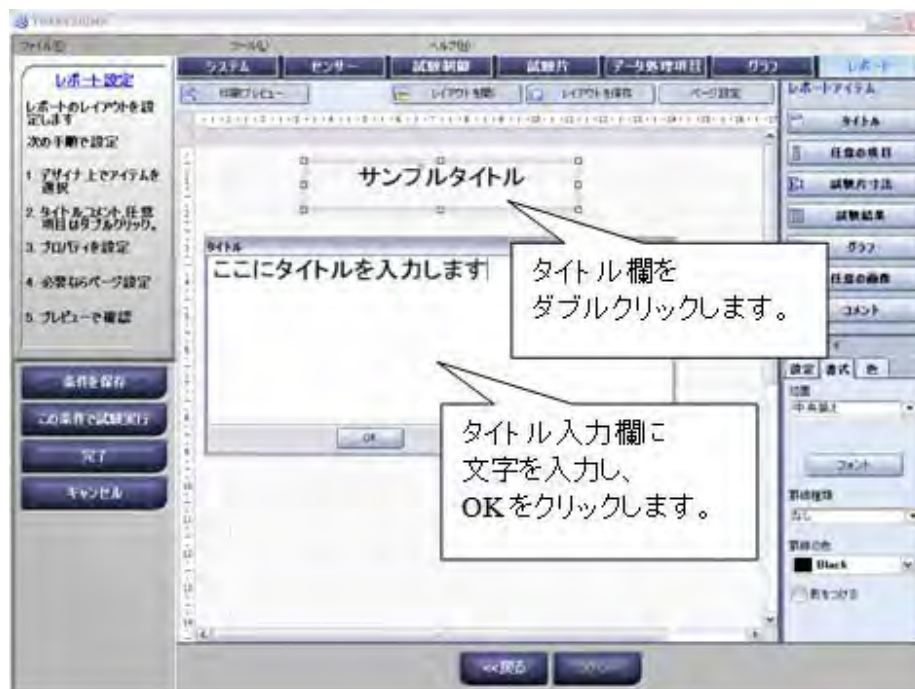 ファイル(F)
ツール(L)
ヘルプ(H)
システム
センサー
試験制御
試験片
データ処理項目
グラフ
レポート
レポート設定
レポートのレイアウトを設
定します
次の手順で設定
1. デザイナ上でアイテムを
選択
2. タイトル,コメント,任意
項目はダブルクリック。
3. プロパティを設定
4. 必要ならページ設定
5. プレビューで確認
条件を保存
この条件で試験実行
完了
キャンセル
印刷プレビュー
レイアウトを開く
レイアウトを保存
ページ設定
サンプルタイトル
タイトル
ここにタイトルを入力します
OK
タイトル欄を
ダブルクリックします。
タイトル入力欄に
文字を入力し、
OKをクリックします。
レポートアイテム
タイトル
任意の項目
試験片寸法
試験結果
グラフ
任意の画像
コメント
設定
書式
色
位置
中央揃え
フォント
罫線種類
なし
罫線の色
Black
影をつける
<<戻る